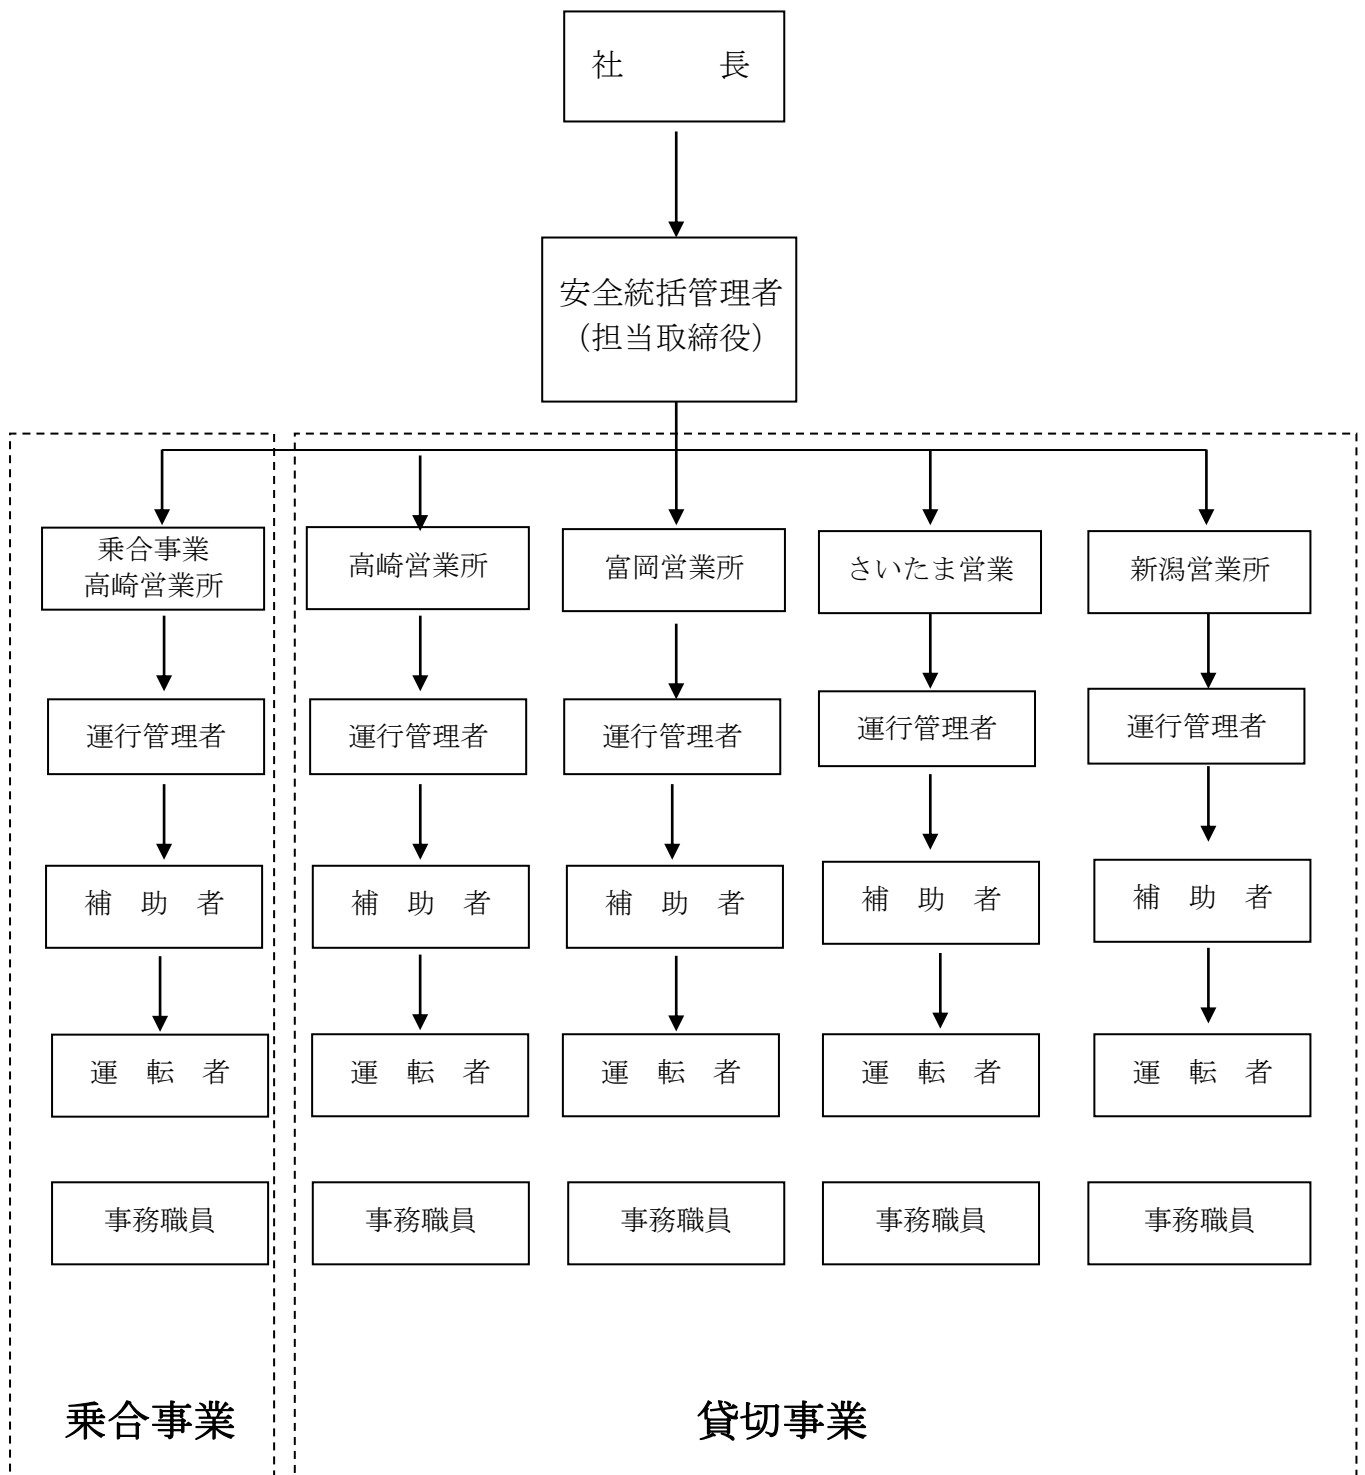 社　　　長
安全統括管理者
（担当取締役）
乗合事業
高崎営業所
高崎営業所
富岡営業所
さいたま営業
新潟営業所
運行管理者
運行管理者
運行管理者
運行管理者
運行管理者
補　助　者
補　助　者
補　助　者
補　助　者
補　助　者
運　転　者
運　転　者
運　転　者
運　転　者
運　転　者
事務職員
事務職員
事務職員
事務職員
事務職員
乗合事業
貸切事業